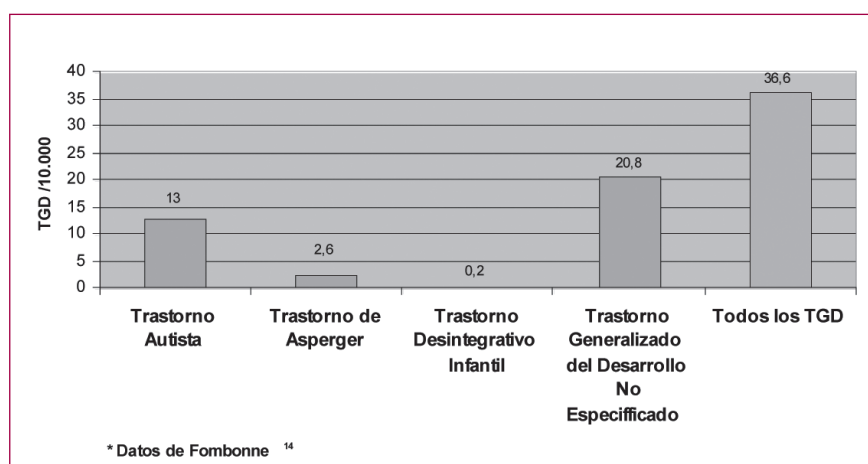 40
35
30
25
20
15
10
5
0
TGD /10.000
13
2,6
0,2
20,8
36,6
Trastorno
Autista
Trastorno de
Asperger
Trastorno
Desintegrativo
Infantil
Trastorno
Generalizado
del Desarrollo
No
Especiffficado
Todos los TGD
* Datos de Fombonne 14